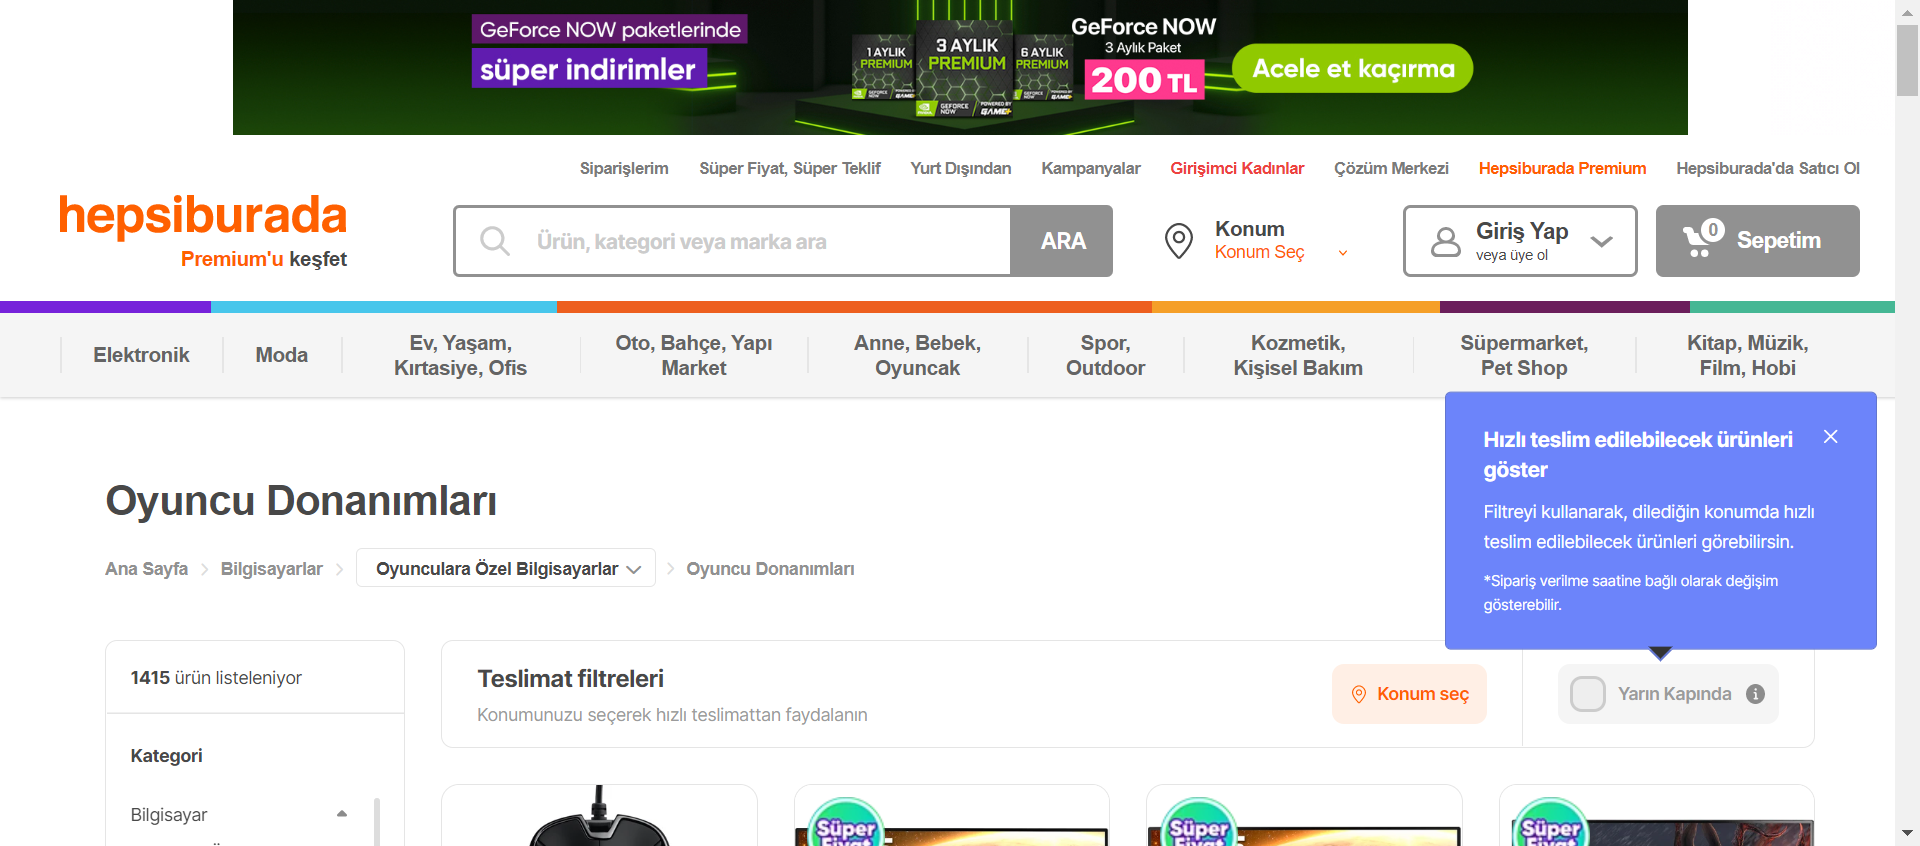 GeForce NOW paketlerinde
süper indirimler
1 AYLIK
PREMIUM
3 AYLIK
PREMIUM
6 AYLIK
PREMIUM
GEFORCE NOW
POWERED BY
GAME+
GeForce NOW
3 Aylık Paket
200 TL
Acele et kaçırma
Siparişlerim
Süper Fiyat, Süper Teklif
Yurt Dışından
Kampanyalar
Girişimci Kadınlar
Çözüm Merkezi
Hepsiburada Premium
Hepsiburada'da Satıcı Ol
hepsiburada
Premium'u keşfet
Ürün, kategori veya marka ara
ARA
Konum
Konum Seç
Giriş Yap
veya üye ol
0
Sepetim
Elektronik
Moda
Ev, Yaşam,
Kırtasiye, Ofis
Oto, Bahçe, Yapı
Market
Anne, Bebek,
Oyuncak
Spor,
Outdoor
Kozmetik,
Kişisel Bakım
Süpermarket,
Pet Shop
Kitap, Müzik,
Film, Hobi
Hızlı teslim edilebilecek ürünleri
göster
Filtreyi kullanarak, dilediğin konumda hızlı
teslim edilebilecek ürünleri görebilirsin.
*Sipariş verilme saatine bağlı olarak değişim
gösterebilir.
Oyuncu Donanımları
Ana Sayfa
Bilgisayarlar
Oyunculara Özel Bilgisayarlar
Oyuncu Donanımları
1415 ürün listeleniyor
Teslimat filtreleri
Konumunuzu seçerek hızlı teslimattan faydalanın
Konum seç
Yarın Kapında
Kategori
Bilgisayar
Süper
Fiyat
Süper
Fiyat
Süper
Fiyat